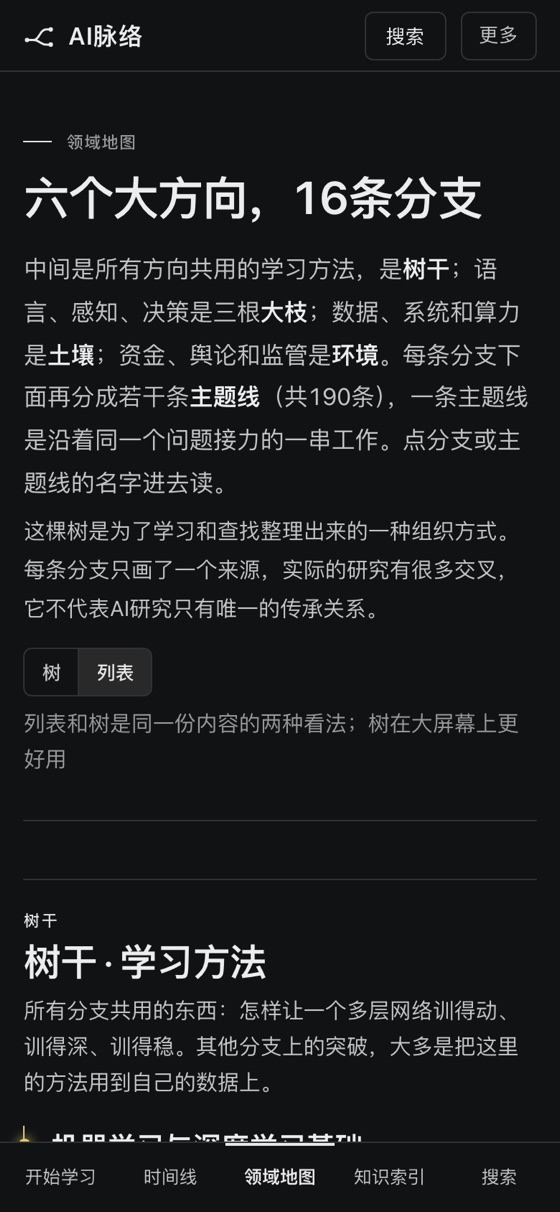 AI脉络
搜索
更多
领域地图
六个大方向，16条分支
中间是所有方向共用的学习方法，是树干；语
言、感知、决策是三根大枝；数据、系统和算力
是土壤；资金、舆论和监管是环境。每条分支下
面再分成若干条主题线（共190条），一条主题线
是沿着同一个问题接力的一串工作。点分支或主
题线的名字进去读。
这棵树是为了学习和查找整理出来的一种组织方式。
每条分支只画了一个来源，实际的研究有很多交叉，
它不代表AI研究只有唯一的传承关系。
树
列表
列表和树是同一份内容的两种看法；树在大屏幕上更
好用
树干
树干·学习方法
所有分支共用的东西：怎样让一个多层网络训得动、
训得深、训得稳。其他分支上的突破，大多是把这里
的方法用到自己的数据上。
机器学习与深度学习基础
开始学习
时间线
领域地图
知识索引
搜索